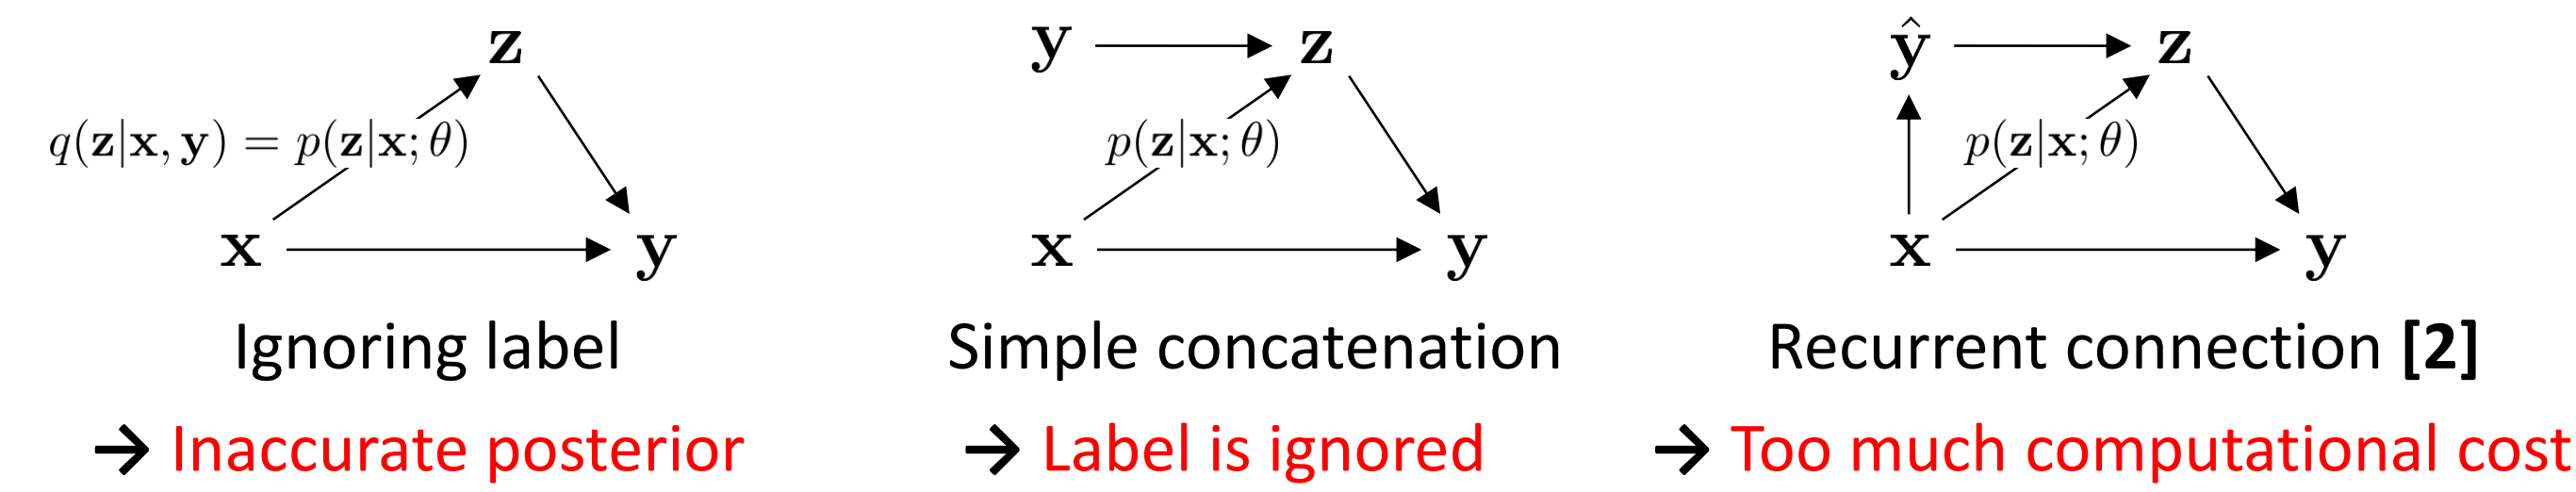 z
q(z|x, y) = p(z|x; θ)
x y
Ignoring label
→ Inaccurate posterior
y z
p(z|x; θ)
x y
Simple concatenation
→ Label is ignored
ŷ z
p(z|x; θ)
x y
Recurrent connection [2]
→ Too much computational cost